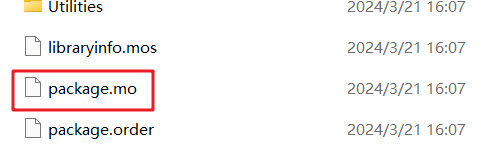 Utilities 2024/3/21 16:07
libraryinfo.mos 2024/3/21 16:07
package.mo 2024/3/21 16:07
package.order 2024/3/21 16:07